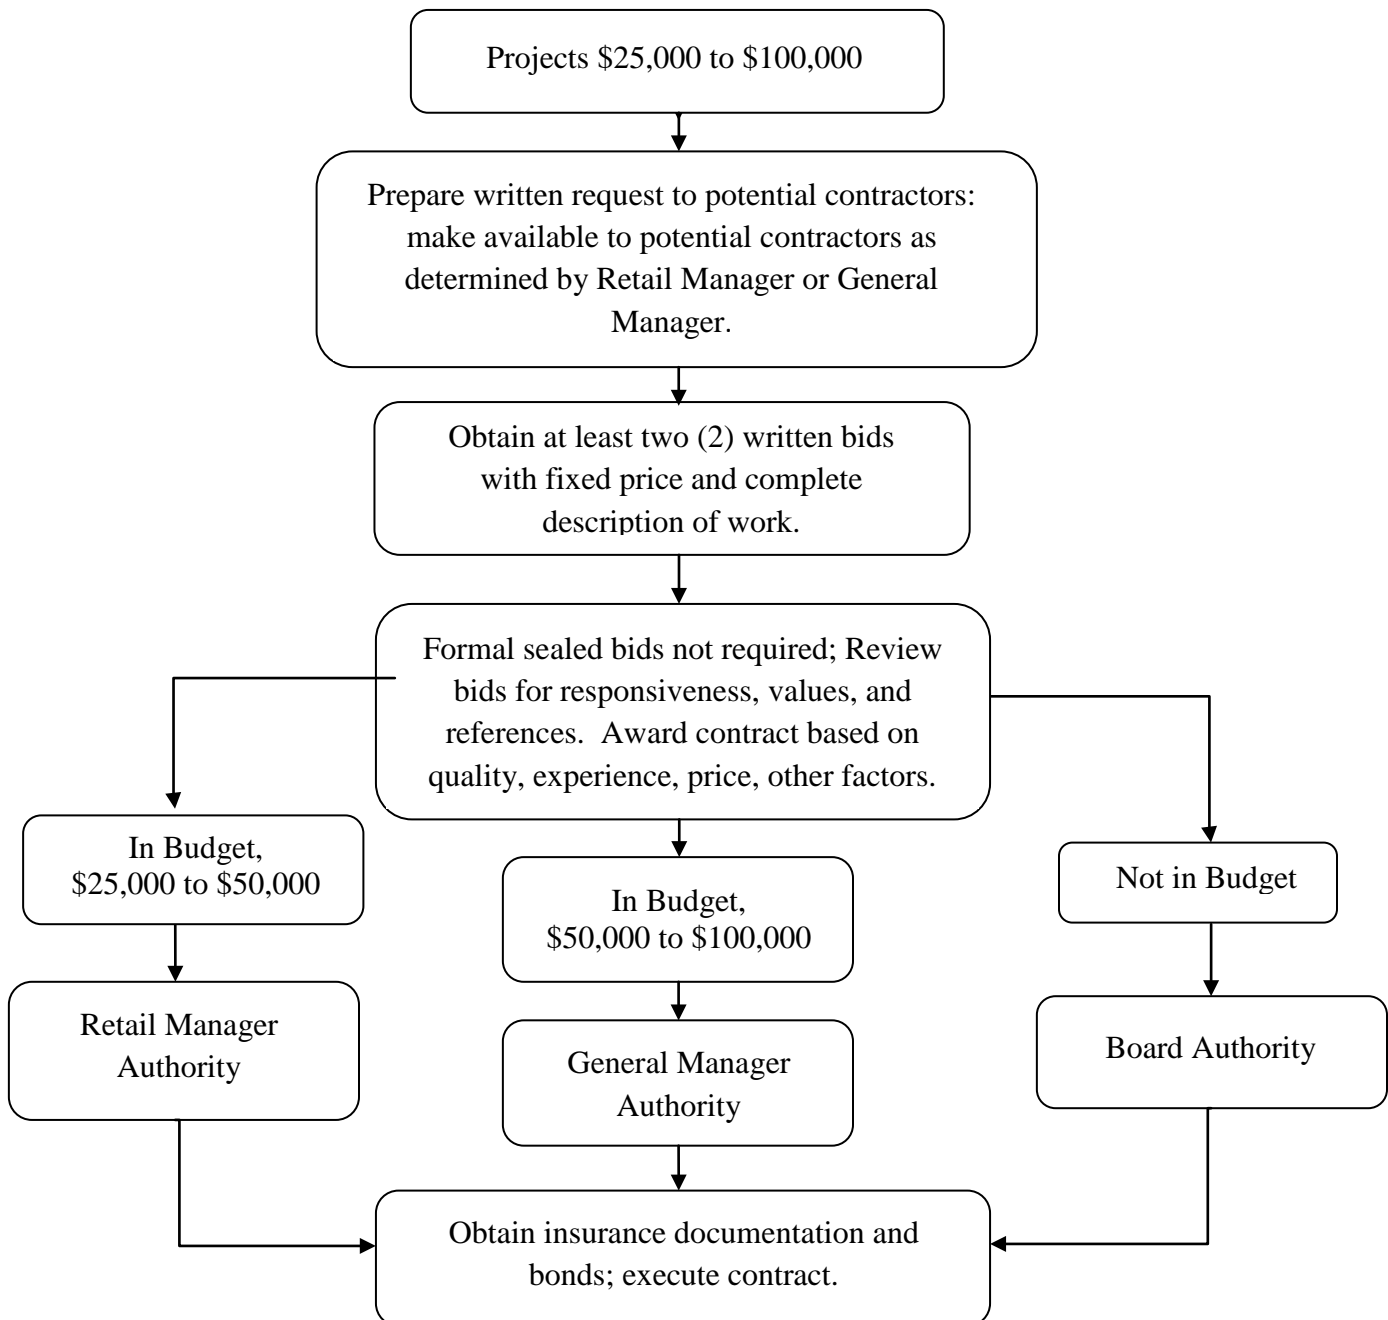 Projects $25,000 to $100,000
Prepare written request to potential contractors:
make available to potential contractors as
determined by Retail Manager or General
Manager.
Obtain at least two (2) written bids
with fixed price and complete
description of work.
Formal sealed bids not required; Review
bids for responsiveness, values, and
references.  Award contract based on
quality, experience, price, other factors.
In Budget,
$25,000 to $50,000
In Budget,
$50,000 to $100,000
Not in Budget
Retail Manager
Authority
General Manager
Authority
Board Authority
Obtain insurance documentation and
bonds; execute contract.